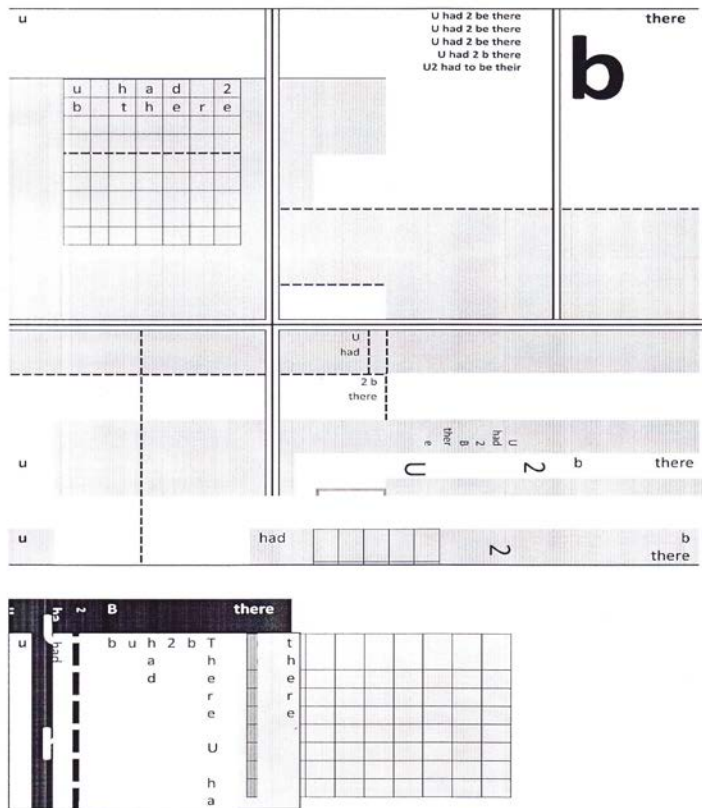 u
U had 2 be there
U had 2 be there
U had 2 be there
U had 2 b there
U2 had to be their
there
b
u h a d 2
b t h e r e
U
had
2 b
there
U
had
2
B
ther
e
u
U 2 b there
u had 2 b
there
2 B there
u had
b u h 2 b T t
a h h
d e e
r r
e e
U
h
a